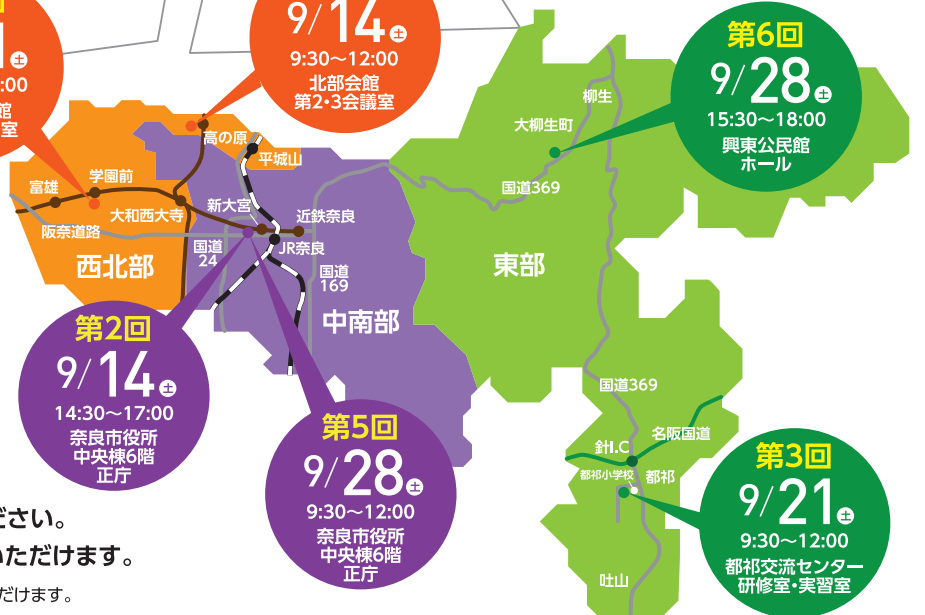 9/14土
9:30〜12:00
北部会館
第2・3会議室
第6回
9/28土
15:30〜18:00
興東公民館
ホール
土
:00
館
室
柳生
大柳生町
国道369
高の原
平城山
学園前
富雄
大和西大寺
新大宮
近鉄奈良
阪奈道路
JR奈良
国道
24
国道
169
西北部
中南部
東部
第2回
9/14土
14:30〜17:00
奈良市役所
中央棟6階
正庁
第5回
9/28土
9:30〜12:00
奈良市役所
中央棟6階
正庁
国道369
名阪国道
針I.C
都祁小学校
都祁
吐山
第3回
9/21土
9:30〜12:00
都祁交流センター
研修室・実習室
ださい。
いただけます。
だけます。